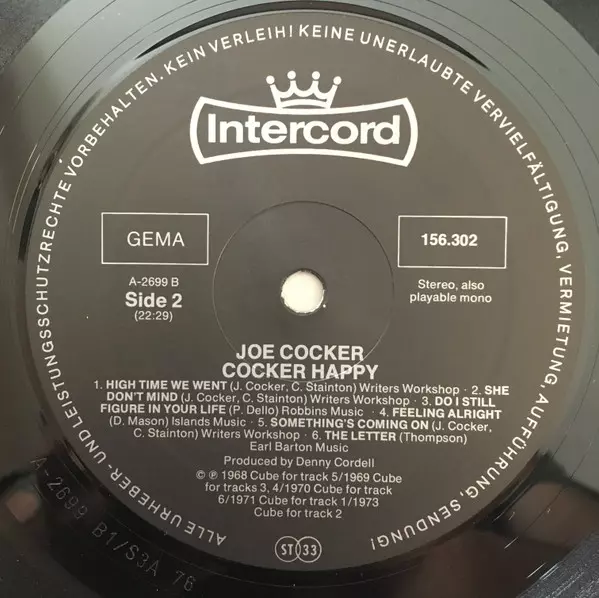 ALLE URHEBER- UND LEISTUNGSSCHUTZRECHTE VORBEHALTEN. KEIN VERLEIH! KEINE UNERLAUBTE VERVIELFÄLTIGUNG, VERMIETUNG, AUFFÜHRUNG, SENDUNG!
Intercord
GEMA
156.302
A-2699 B
Side 2
(22:29)
Stereo, also
playable mono
JOE COCKER
COCKER HAPPY
1. HIGH TIME WE WENT (J. Cocker, C. Stainton) Writers Workshop · 2. SHE
DON'T MIND (J. Cocker, C. Stainton) Writers Workshop · 3. DO I STILL
FIGURE IN YOUR LIFE (P. Dello) Robbins Music · 4. FEELING ALRIGHT
(D. Mason) Islands Music · 5. SOMETHING'S COMING ON (J. Cocker,
C. Stainton) Writers Workshop · 6. THE LETTER (Thompson)
Earl Barton Music
Produced by Denny Cordell
© ℗ 1968 Cube for track 5/1969 Cube
for tracks 3, 4/1970 Cube for track
6/1971 Cube for track 1/1973
Cube for track 2
ST 33
A-2699 B1/S3A 76